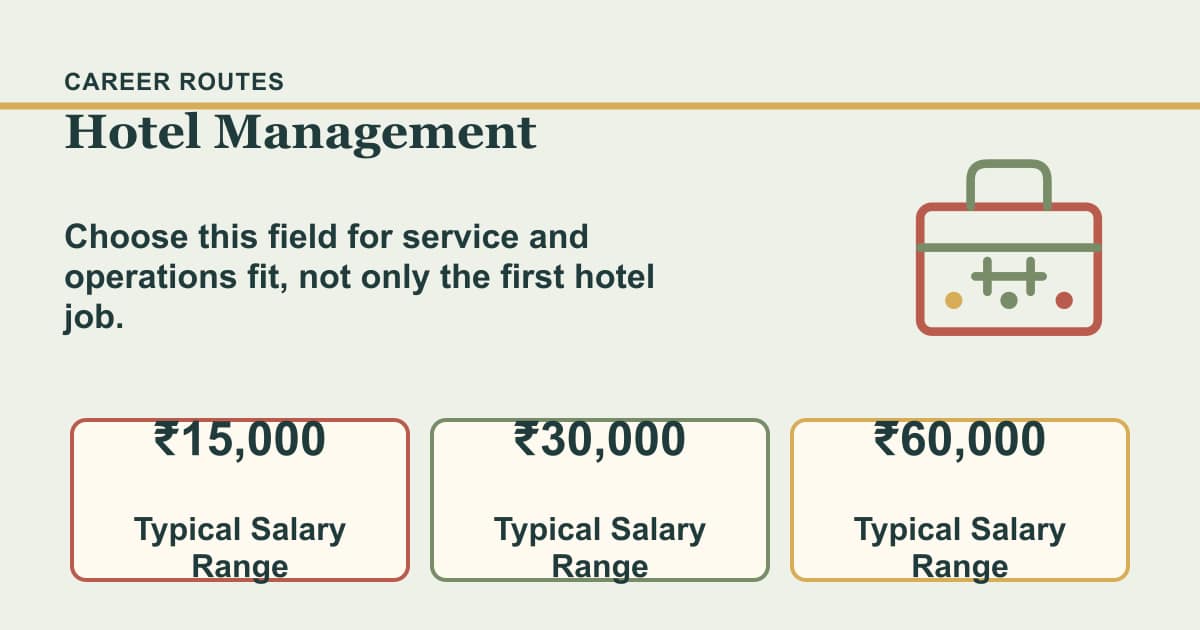 CAREER ROUTES
Hotel Management
Choose this field for service and
operations fit, not only the first hotel
job.
₹15,000
Typical Salary
Range
₹30,000
Typical Salary
Range
₹60,000
Typical Salary
Range